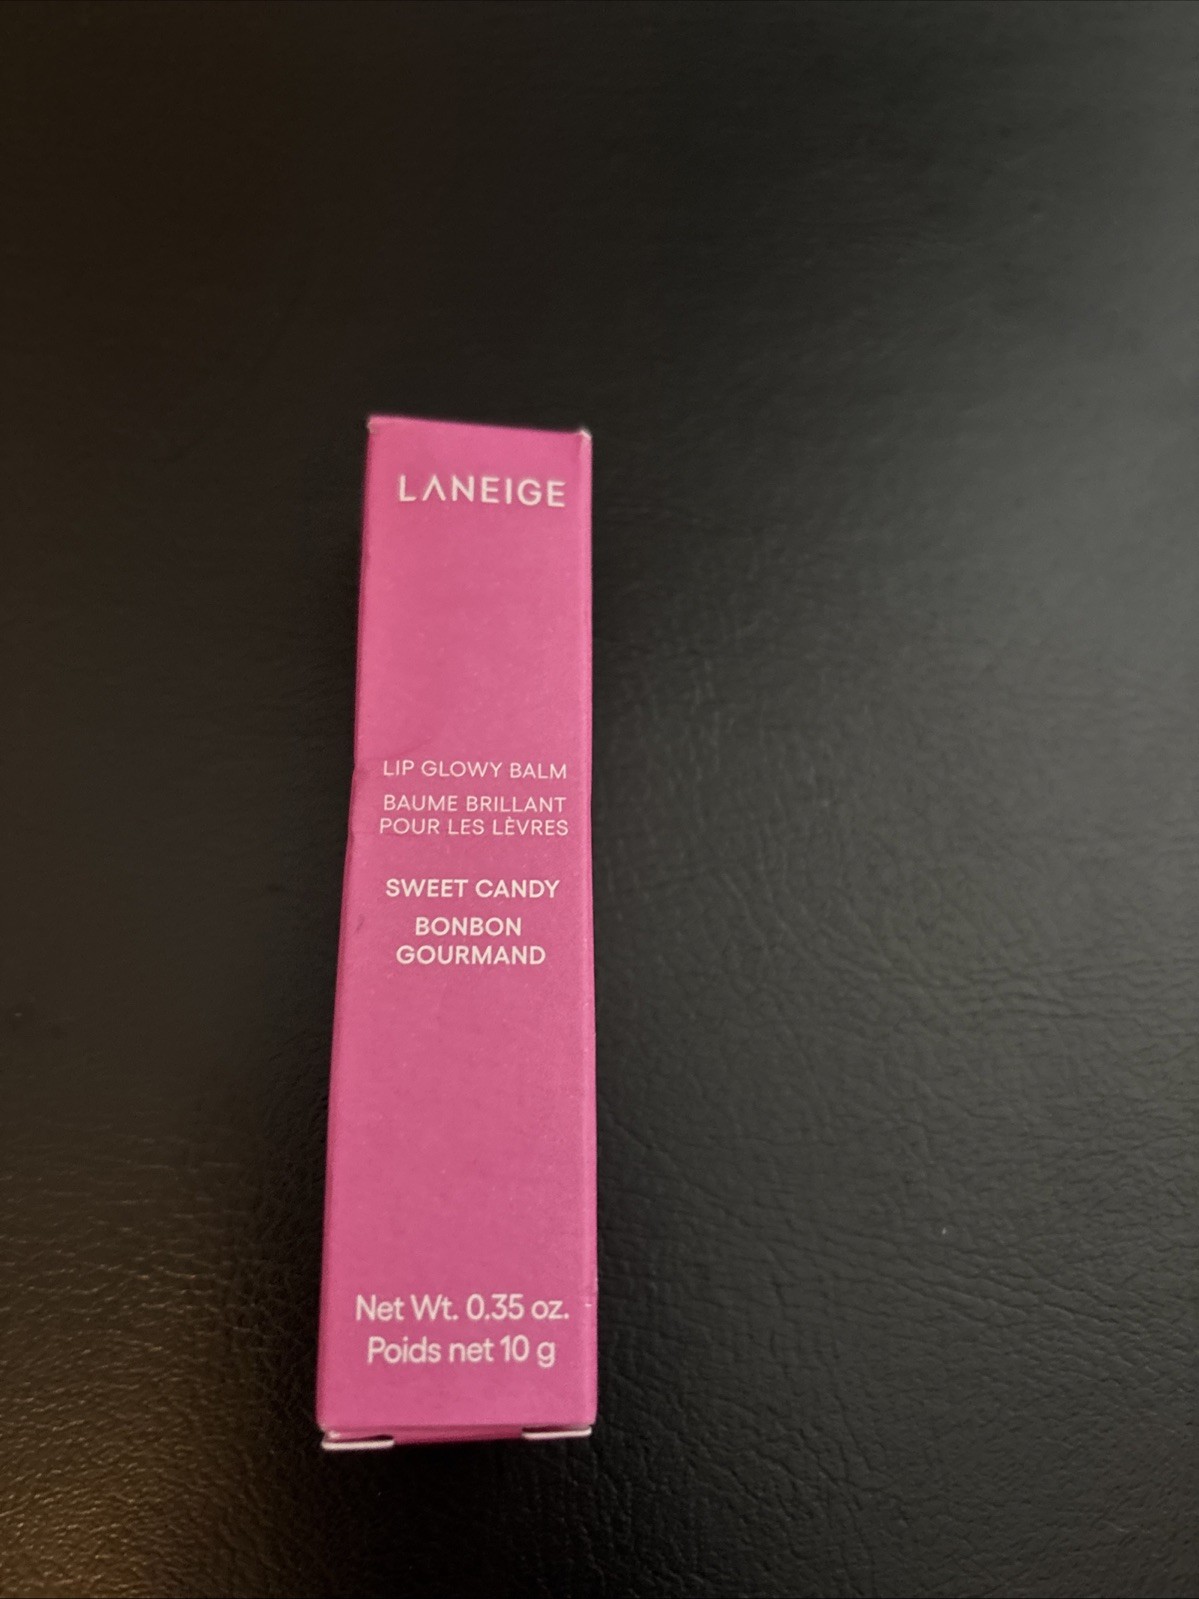 LANEIGE
LIP GLOWY BALM
BAUME BRILLANT
POUR LES LÈVRES
SWEET CANDY
BONBON
GOURMAND
Net Wt. 0.35 oz.
Poids net 10 g